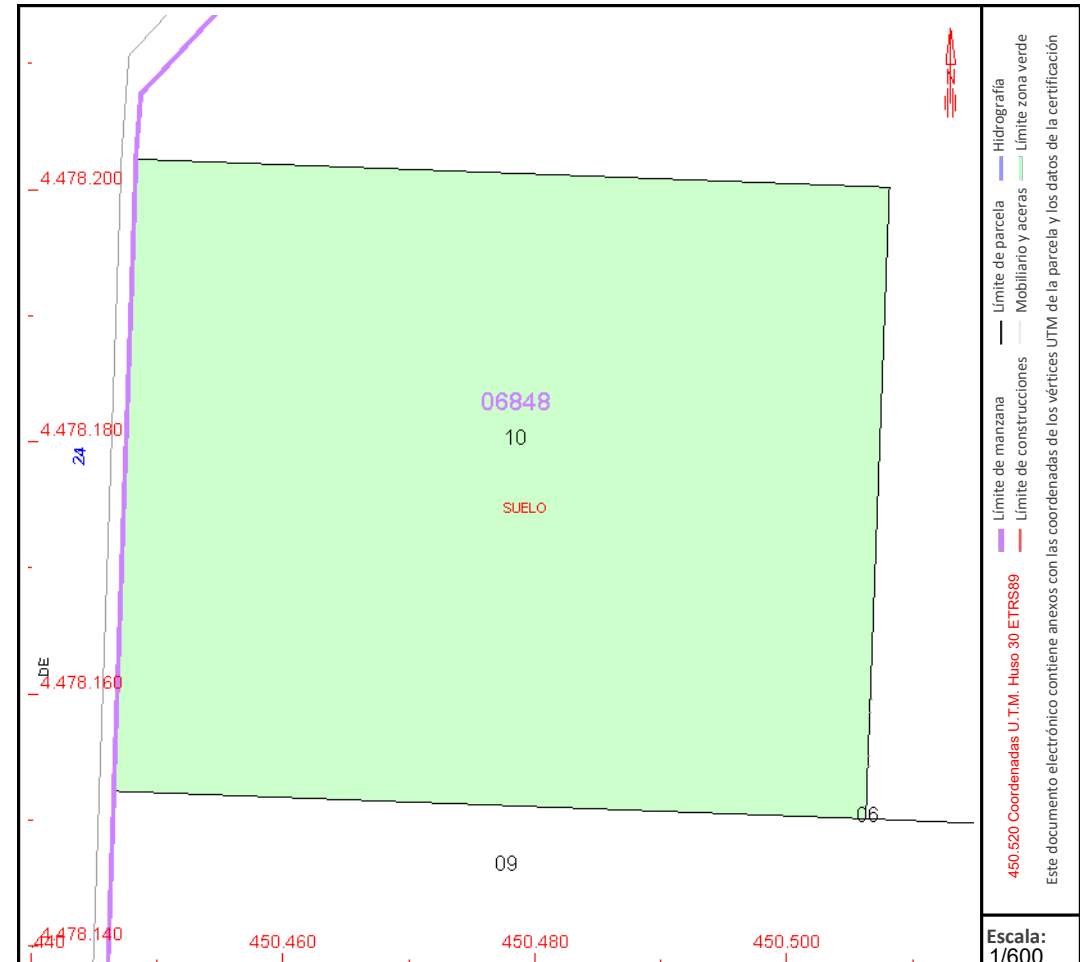 N
4.478.200
06848
4.478.180
10
24
SUELO
DE
4.478.160
06
09
4.478.140
450.460
450.480
450.500
Límite de manzana
Límite de parcela
Hidrografía
450.520 Coordenadas U.T.M. Huso 30 ETRS89
Límite de construcciones
Mobiliario y aceras
Límite zona verde
Este documento electrónico contiene anexos con las coordenadas de los vértices UTM de la parcela y los datos de la certificación
Escala:
1/600